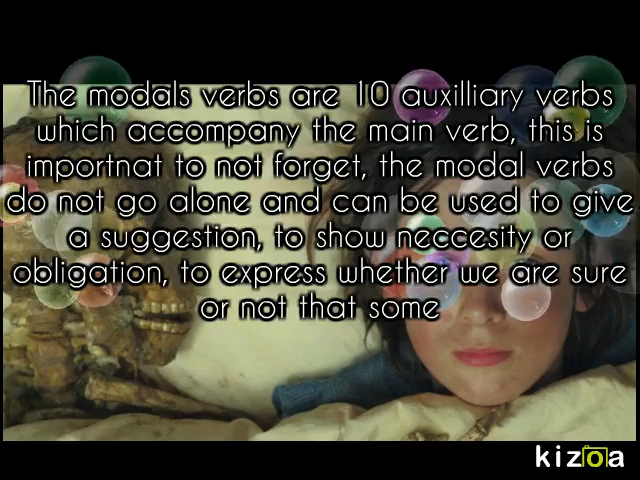 The modals verbs are 10 auxilliary verbs
which accompany the main verb, this is
importnat to not forget, the modal verbs
do not go alone and can be used to give
a suggestion, to show neccesity or
obligation, to express whether we are sure
or not that some
kizoa